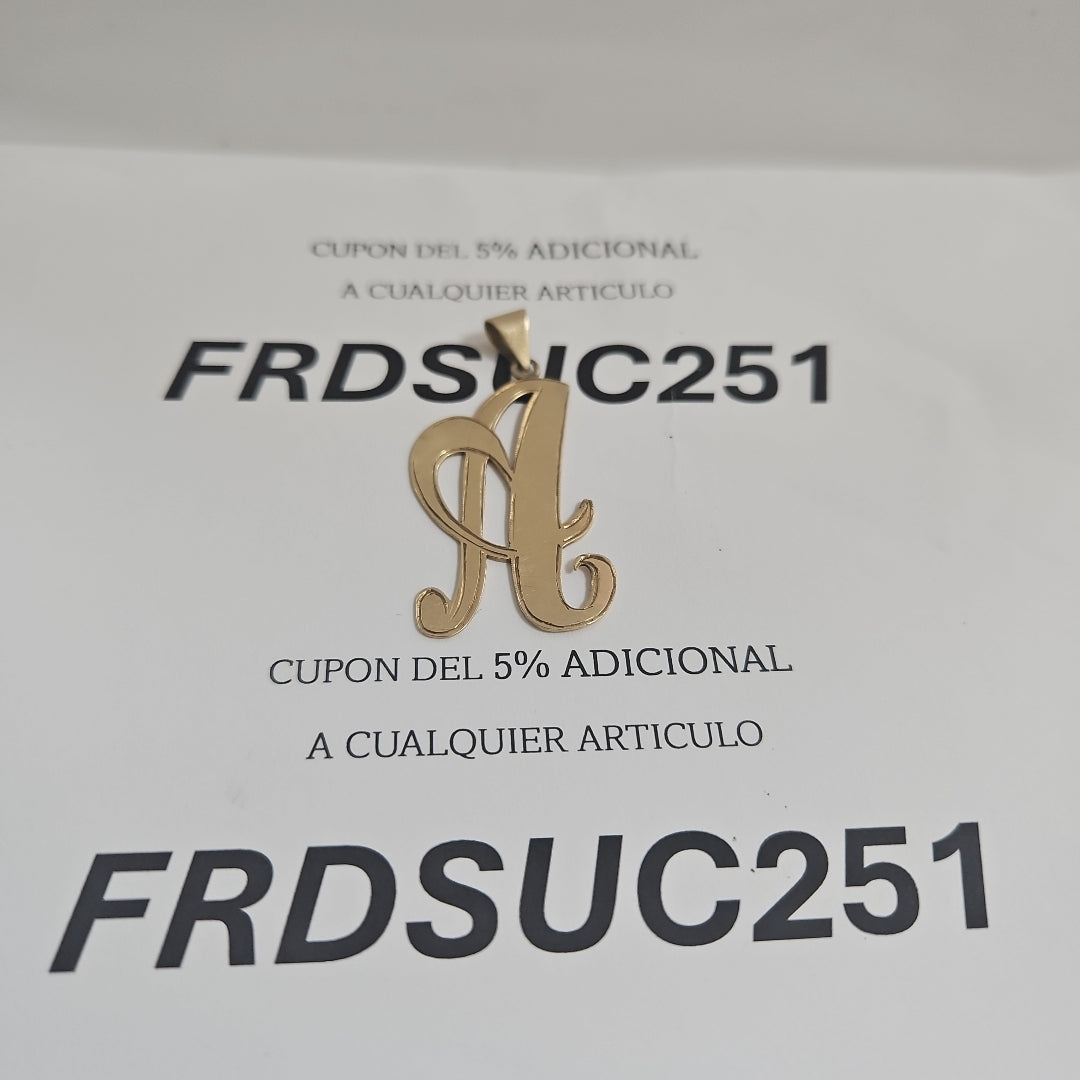 CUPON DEL 5% ADICIONAL
A CUALQUIER ARTICULO
FRDSUC251
A
CUPON DEL 5% ADICIONAL
A CUALQUIER ARTICULO
FRDSUC251